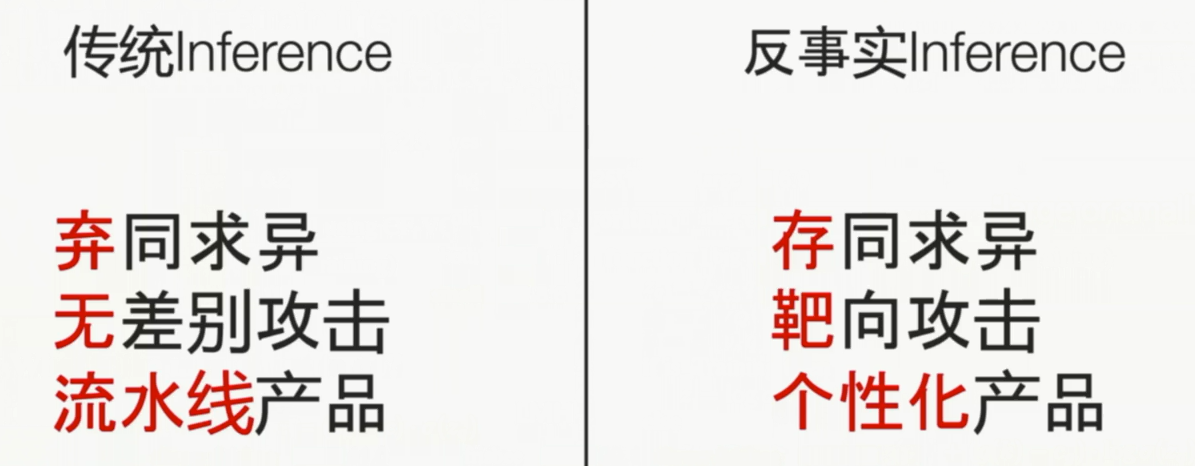 传统Inference
弃同求异
无差别攻击
流水线产品
反事实Inference
存同求异
靶向攻击
个性化产品